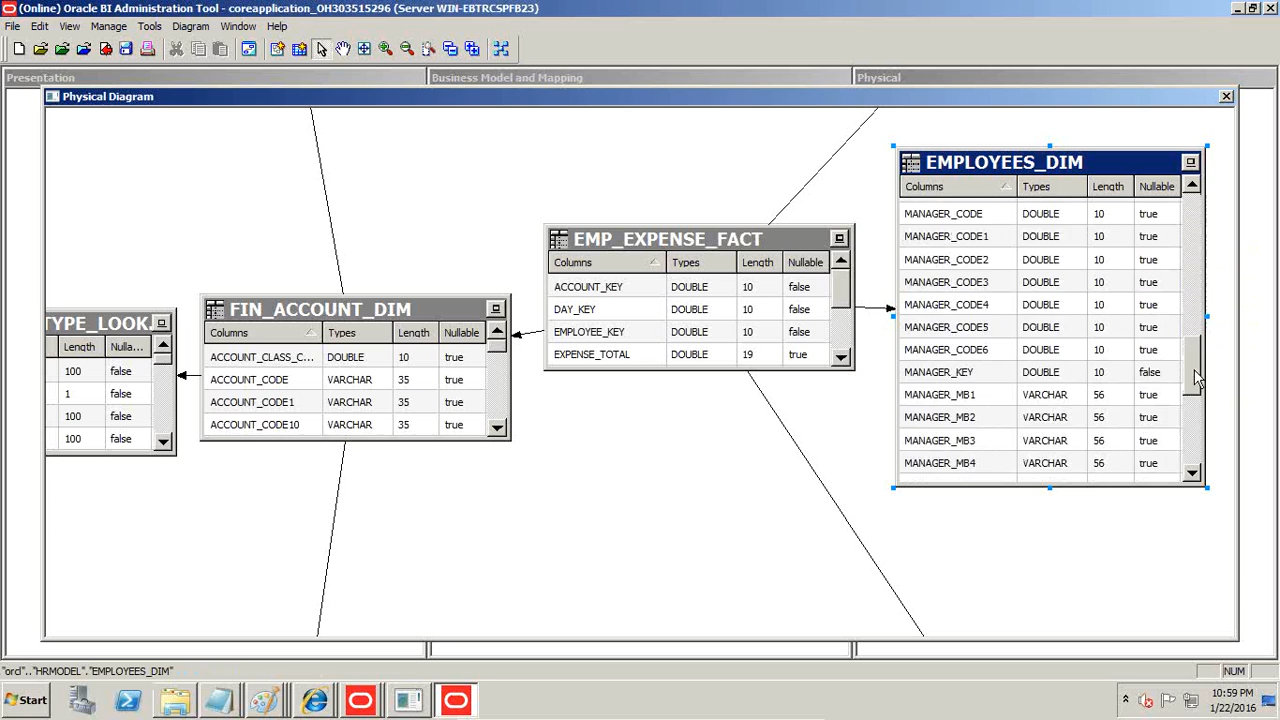 (Online) Oracle BI Administration Tool - coreapplication_OH303515296 (Server WIN-EBTRCSPFB23)
File Edit View Manage Tools Diagram Window Help
Presentation Business Model and Mapping Physical
Physical Diagram
TYPE_LOOK.
Length Nulla...
100 false
1 false
100 false
100 false
FIN_ACCOUNT_DIM
Columns Types Length Nullable
ACCOUNT_CLASS_C... DOUBLE 10 true
ACCOUNT_CODE VARCHAR 35 true
ACCOUNT_CODE1 VARCHAR 35 true
ACCOUNT_CODE10 VARCHAR 35 true
EMP_EXPENSE_FACT
Columns Types Length Nullable
ACCOUNT_KEY DOUBLE 10 false
DAY_KEY DOUBLE 10 false
EMPLOYEE_KEY DOUBLE 10 false
EXPENSE_TOTAL DOUBLE 19 true
EMPLOYEES_DIM
Columns Types Length Nullable
MANAGER_CODE DOUBLE 10 true
MANAGER_CODE1 DOUBLE 10 true
MANAGER_CODE2 DOUBLE 10 true
MANAGER_CODE3 DOUBLE 10 true
MANAGER_CODE4 DOUBLE 10 true
MANAGER_CODE5 DOUBLE 10 true
MANAGER_CODE6 DOUBLE 10 true
MANAGER_KEY DOUBLE 10 false
MANAGER_MB1 VARCHAR 56 true
MANAGER_MB2 VARCHAR 56 true
MANAGER_MB3 VARCHAR 56 true
MANAGER_MB4 VARCHAR 56 true
"orcl".."HRMODEL"."EMPLOYEES_DIM"
NUM
Start
10:59 PM
1/22/2016